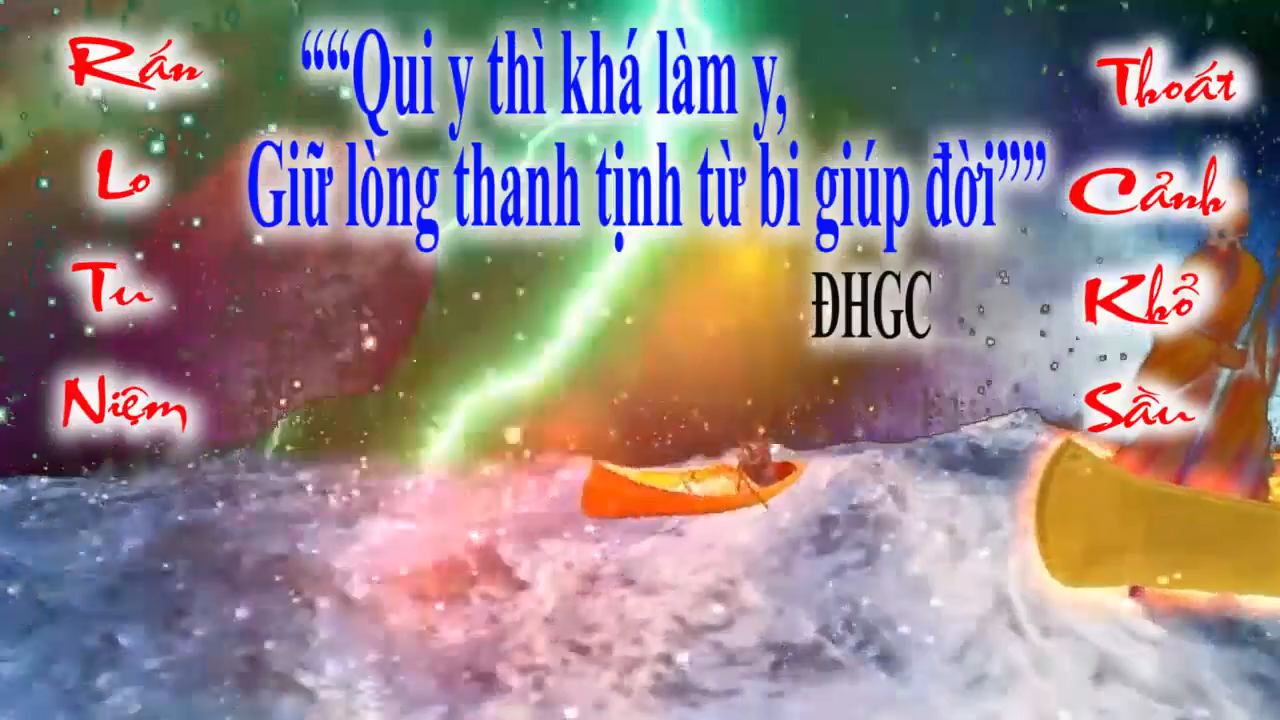 Rán
Lo
Tu
Niệm
““Qui y thì khá làm y,
Giữ lòng thanh tịnh từ bi giúp đời””
ĐHGC
Thoát
Cảnh
Khổ
Sầu